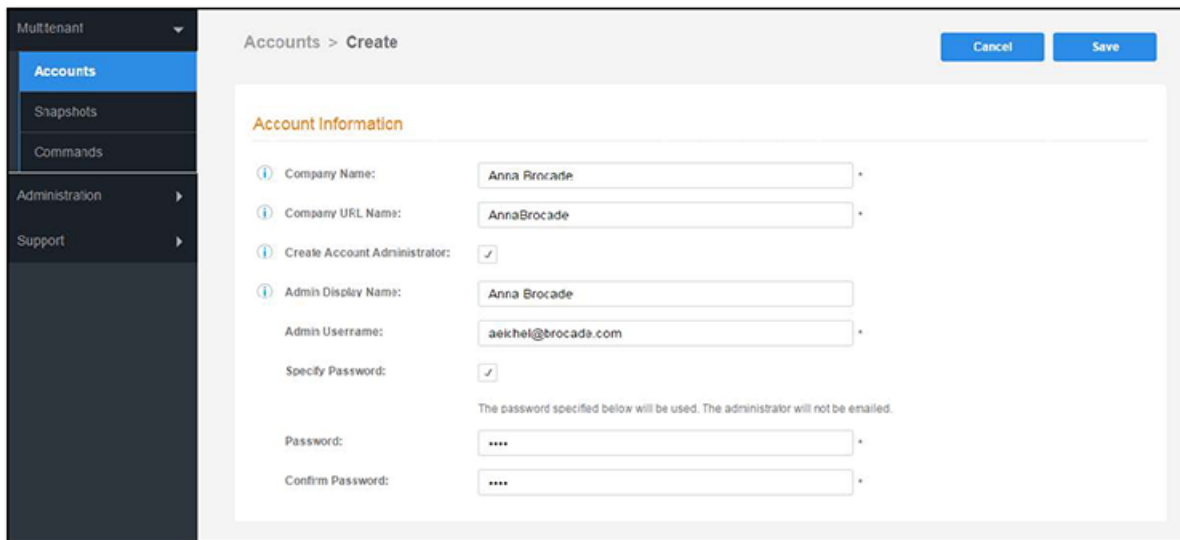 Multitenant
Accounts
Snapshots
Commands
Administration
Support
Accounts > Create
Cancel
Save
Account Information
Company Name: Anna Brocade *
Company URL Name: AnnaBrocade *
Create Account Administrator:
Admin Display Name: Anna Brocade
Admin Username: aeichel@brocade.com *
Specify Password:
The password specified below will be used. The administrator will not be emailed.
Password: •••• *
Confirm Password: •••• *